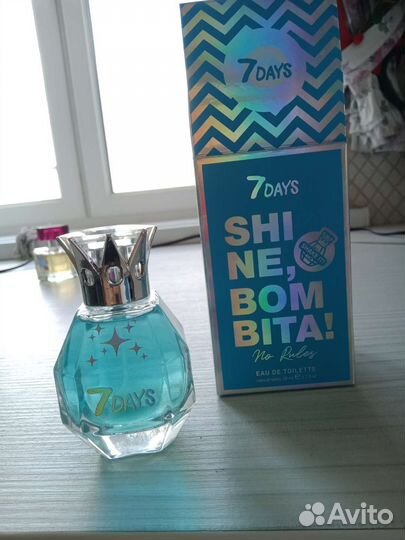 7DAYS
7DAYS
SHI
NE,
BOM
BITA!
No Rules
EAU DE TOILETTE
7DAYS
Avito